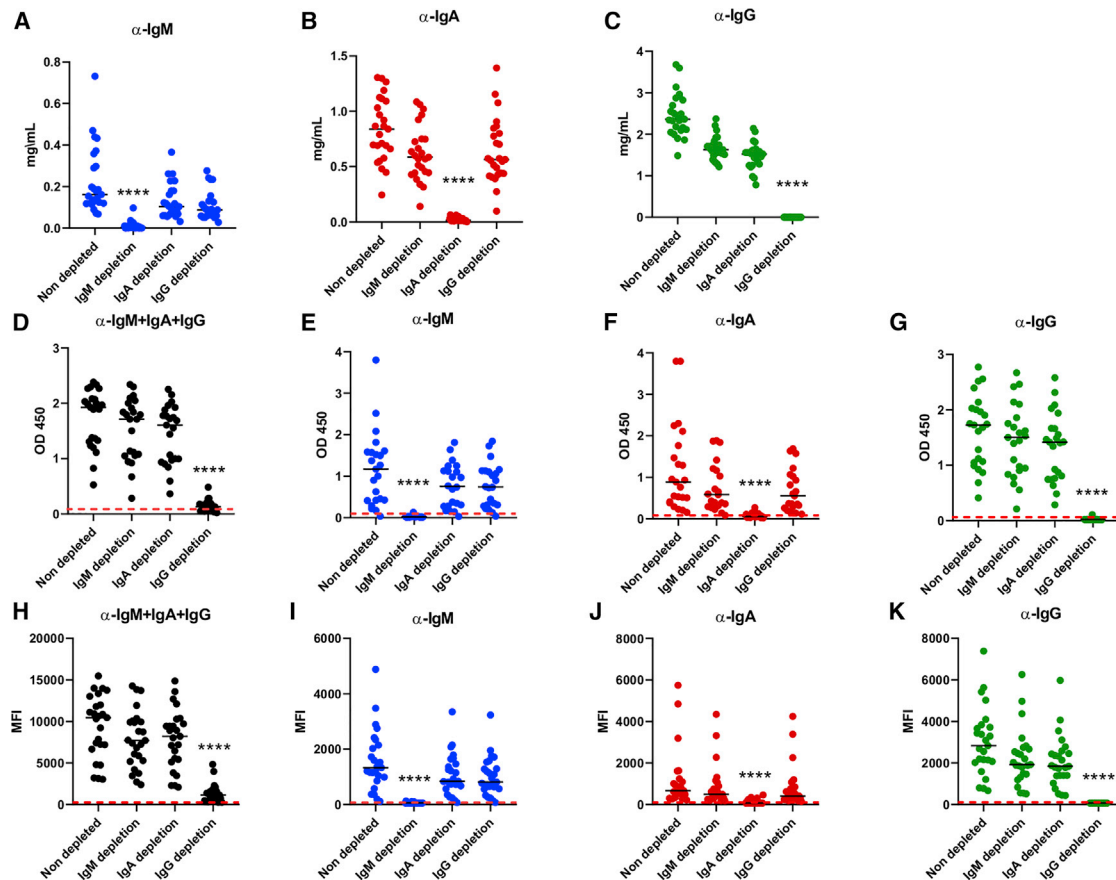 A
α-IgM
mg\mL
0.8
0.6
0.4
0.2
0.0
****
Non depleted
IgM depletion
IgA depletion
IgG depletion
B
α-IgA
mg/mL
1.5
1.0
0.5
0.0
****
Non depleted
IgM depletion
IgA depletion
IgG depletion
C
α-IgG
mg/mL
4
3
2
1
0
****
Non depleted
IgM depletion
IgA depletion
IgG depletion
D
α-IgM+IgA+IgG
OD 450
3
2
1
0
****
Non depleted
IgM depletion
IgA depletion
IgG depletion
E
α-IgM
OD 450
4
3
2
1
0
****
Non depleted
IgM depletion
IgA depletion
IgG depletion
F
α-IgA
OD 450
4
3
2
1
0
****
Non depleted
IgM depletion
IgA depletion
IgG depletion
G
α-IgG
OD 450
3
2
1
0
****
Non depleted
IgM depletion
IgA depletion
IgG depletion
H
α-IgM+IgA+IgG
MFI
20000
15000
10000
5000
0
****
Non depleted
IgM depletion
IgA depletion
IgG depletion
I
α-IgM
MFI
6000
4000
2000
0
****
Non depleted
IgM depletion
IgA depletion
IgG depletion
J
α-IgA
MFI
8000
6000
4000
2000
0
****
Non depleted
IgM depletion
IgA depletion
IgG depletion
K
α-IgG
MFI
8000
6000
4000
2000
0
****
Non depleted
IgM depletion
IgA depletion
IgG depletion